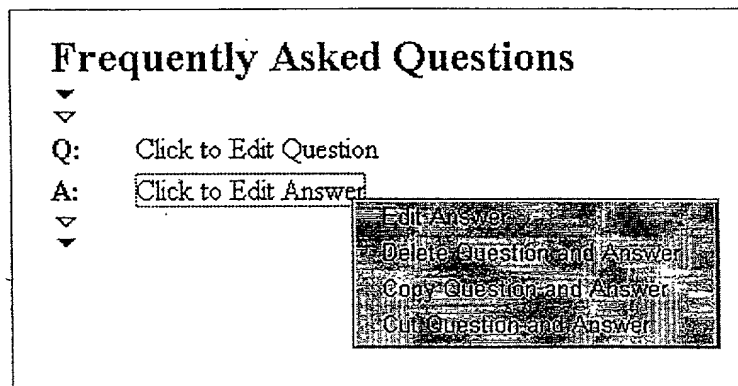 Frequently Asked Questions
Q: Click to Edit Question
A: Click to Edit Answer
Edit Answer
Delete Question and Answer
Copy Question and Answer
Cut Question and Answer